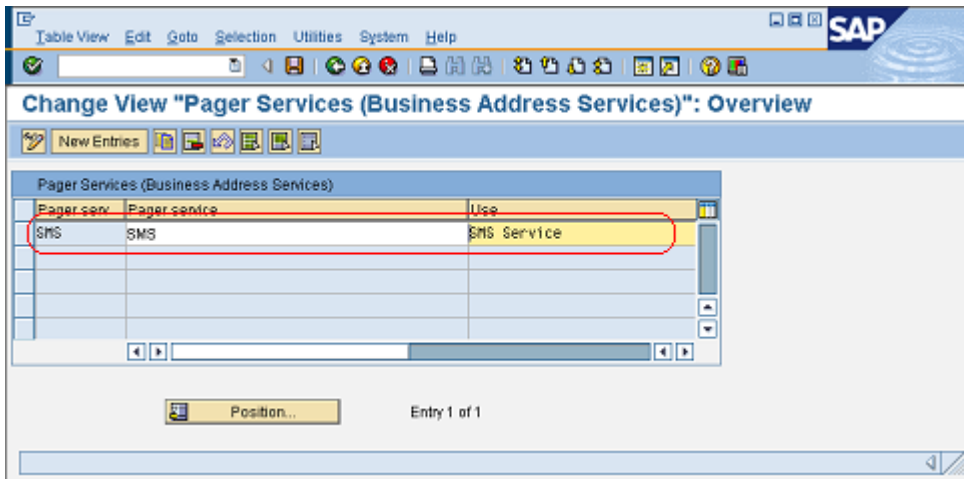 SAP
Table View Edit Goto Selection Utilities System Help
Change View "Pager Services (Business Address Services)": Overview
New Entries
Pager Services (Business Address Services)
Pager serv Pager service Use
SMS SMS SMS Service
Position... Entry 1 of 1